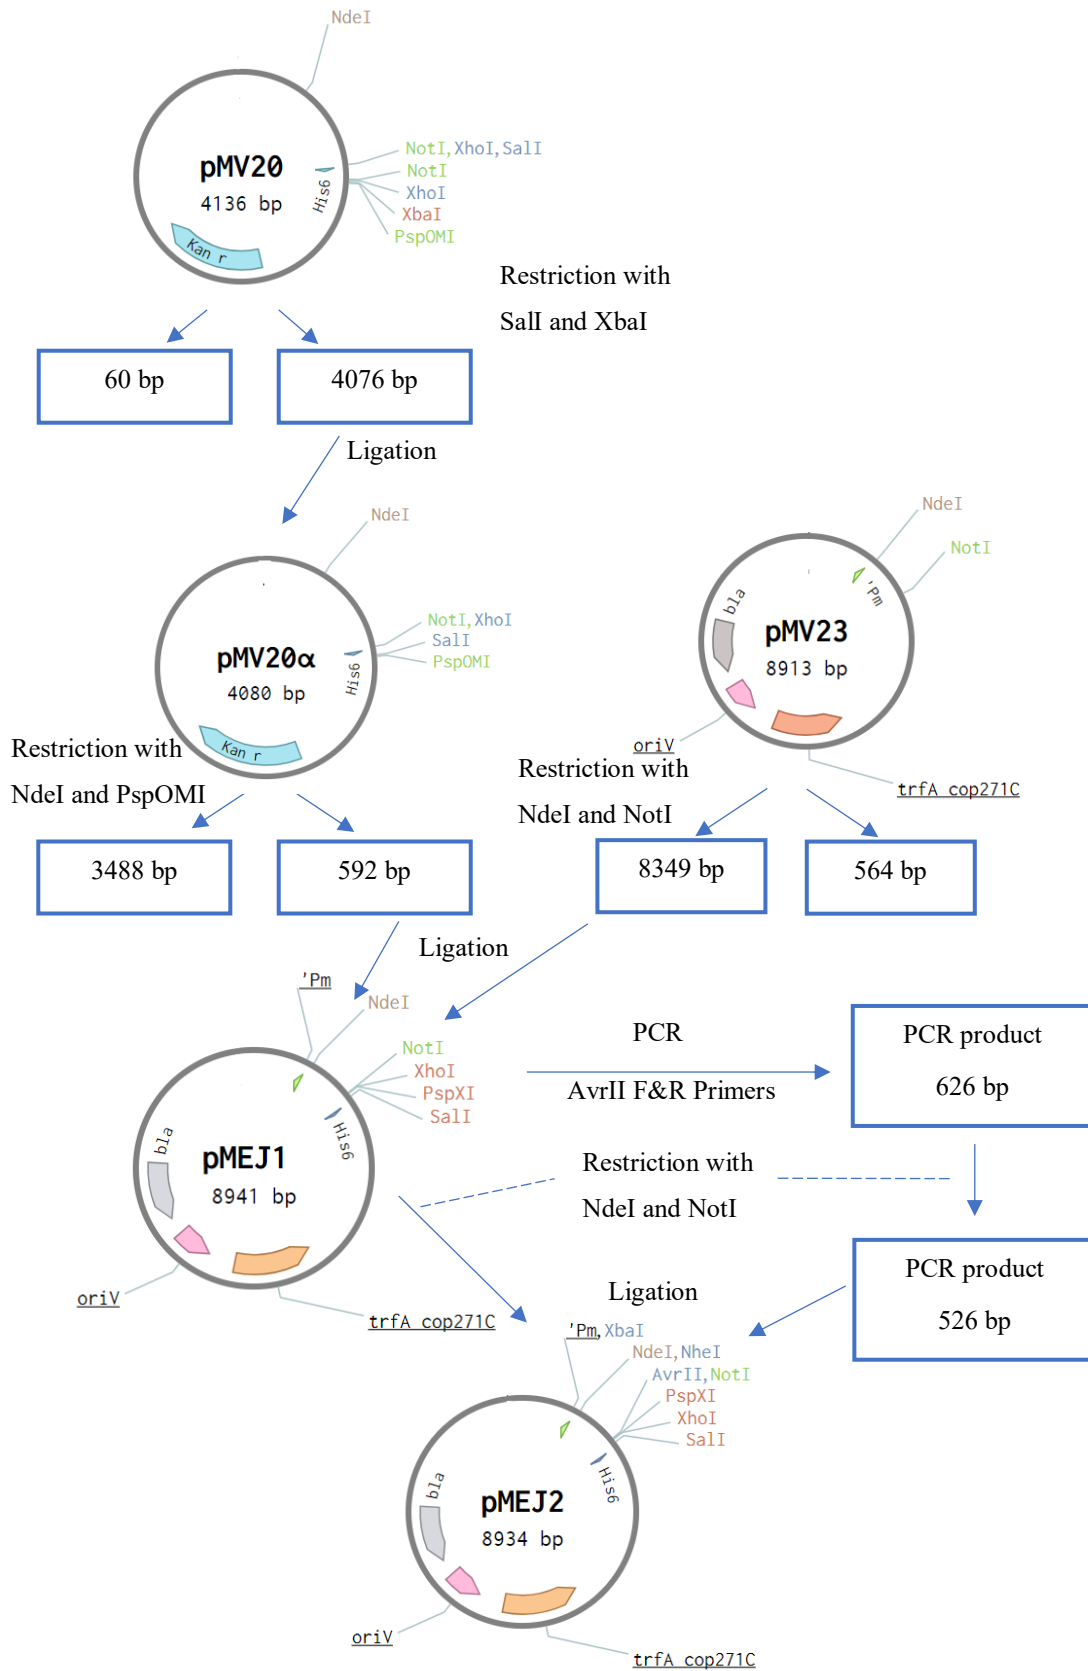 NdeI
pMV20
4136 bp
His6
Kan r
NotI, XhoI, SalI
NotI
XhoI
XbaI
PspOMI
Restriction with
SalI and XbaI
60 bp
4076 bp
Ligation
NdeI
pMV20α
4080 bp
His6
Kan r
NotI, XhoI
SalI
PspOMI
NdeI
NotI
'Pm
bla
pMV23
8913 bp
oriV
trfA cop271C
Restriction with
NdeI and PspOMI
Restriction with
NdeI and NotI
3488 bp
592 bp
8349 bp
564 bp
Ligation
'Pm
NdeI
NotI
XhoI
PspXI
SalI
His6
bla
pMEJ1
8941 bp
oriV
trfA cop271C
PCR
AvrII F&R Primers
PCR product
626 bp
Restriction with
NdeI and NotI
PCR product
526 bp
Ligation
'Pm, XbaI
NdeI, NheI
AvrII, NotI
PspXI
XhoI
SalI
His6
bla
pMEJ2
8934 bp
oriV
trfA cop271C